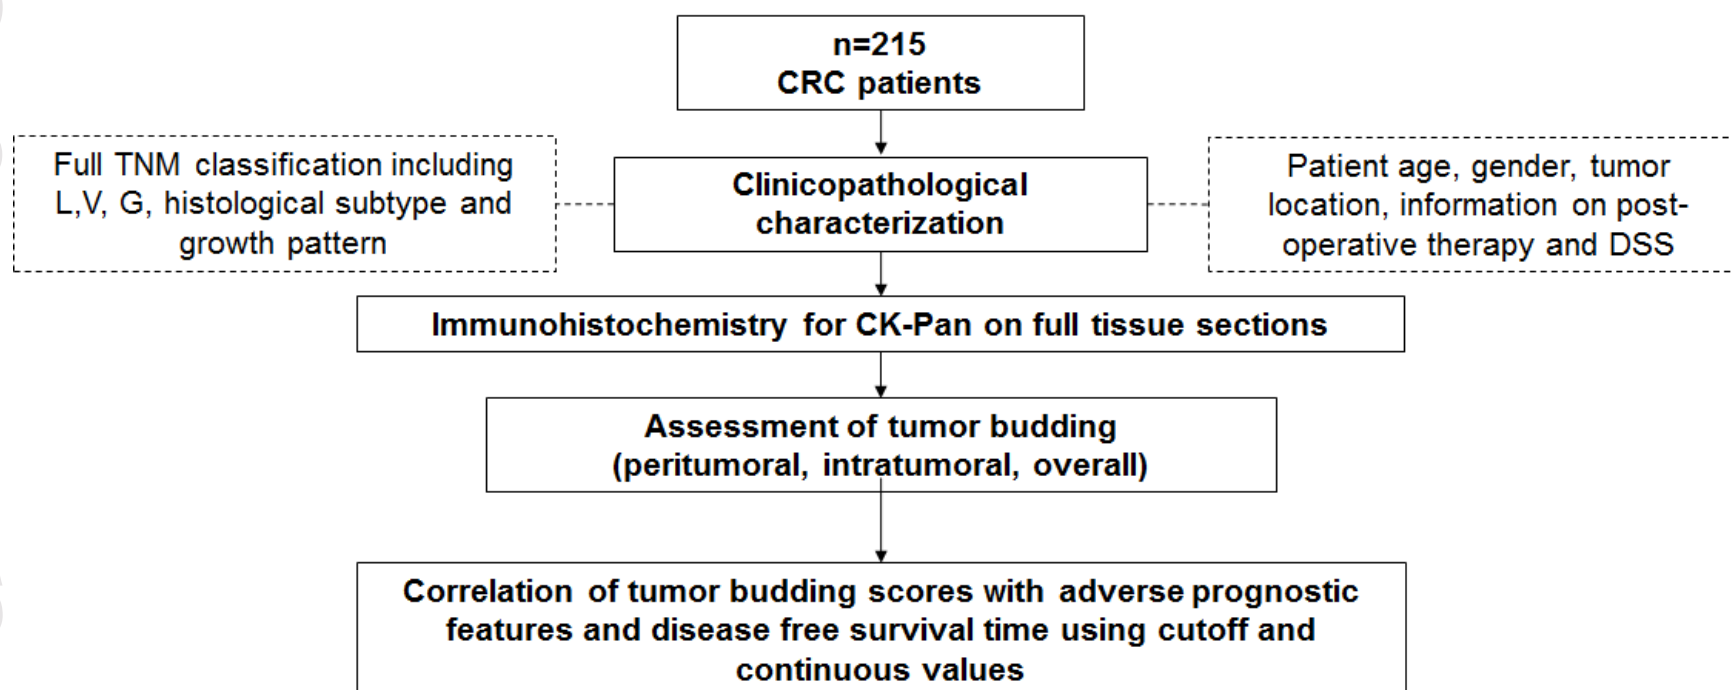 n=215
CRC patients
Full TNM classification including
L,V, G, histological subtype and
growth pattern
Clinicopathological
characterization
Patient age, gender, tumor
location, information on post-
operative therapy and DSS
Immunohistochemistry for CK-Pan on full tissue sections
Assessment of tumor budding
(peritumoral, intratumoral, overall)
Correlation of tumor budding scores with adverse prognostic
features and disease free survival time using cutoff and
continuous values